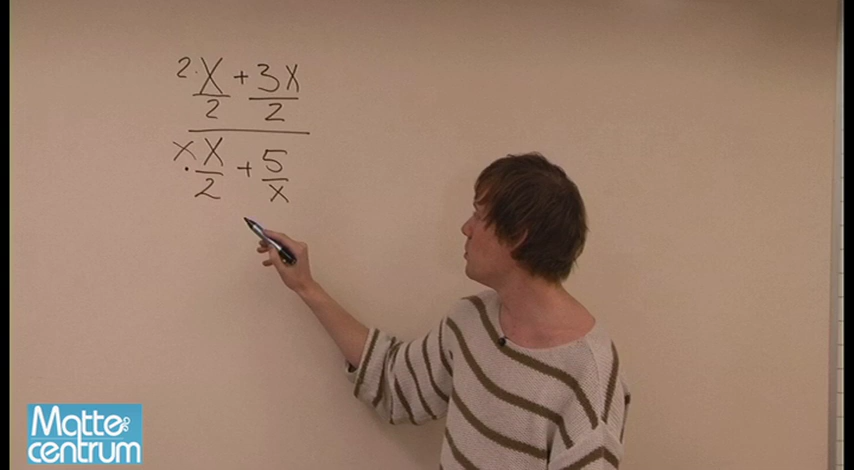 2· x/2 + 3x/2
x· x/2 + 5/x
Matte
centrum